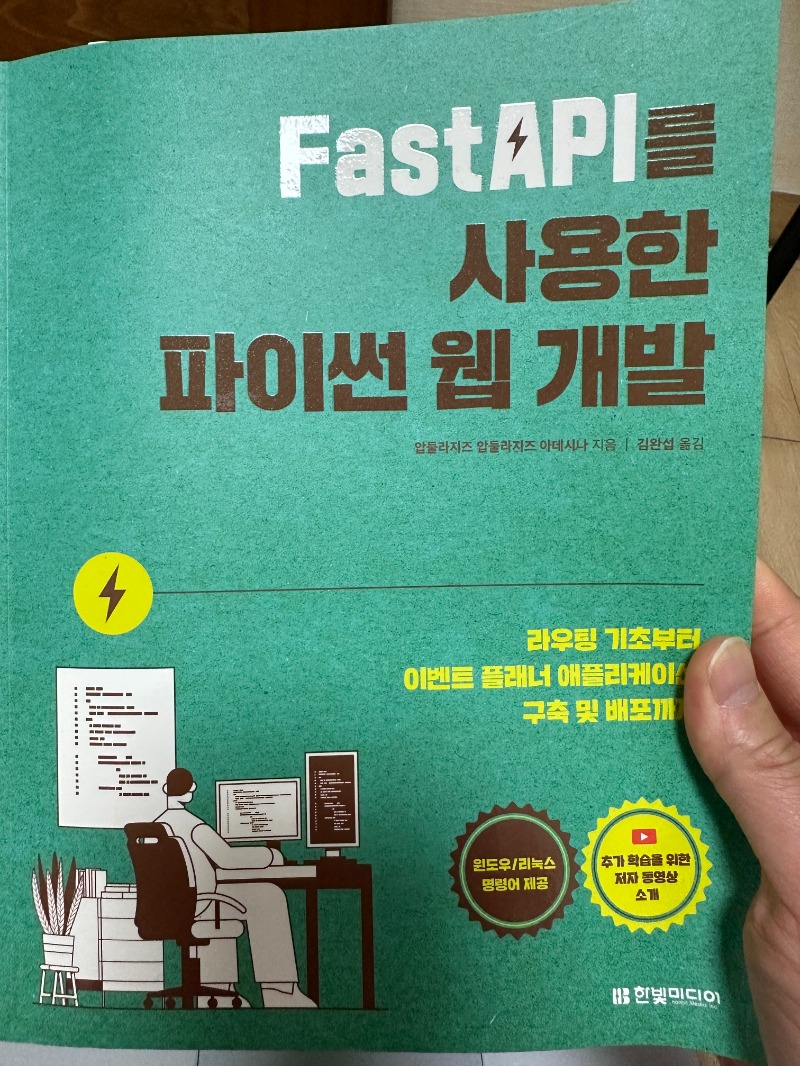 FastAPI를
사용한
파이썬 웹 개발
압둘라지즈 압둘라지즈 아데시나 지음 | 김완섭 옮김
라우팅 기초부터
이벤트 플래너 애플리케이션
구축 및 배포까지
윈도우/리눅스
명령어 제공
추가 학습을 위한
저자 동영상
소개
한빛미디어